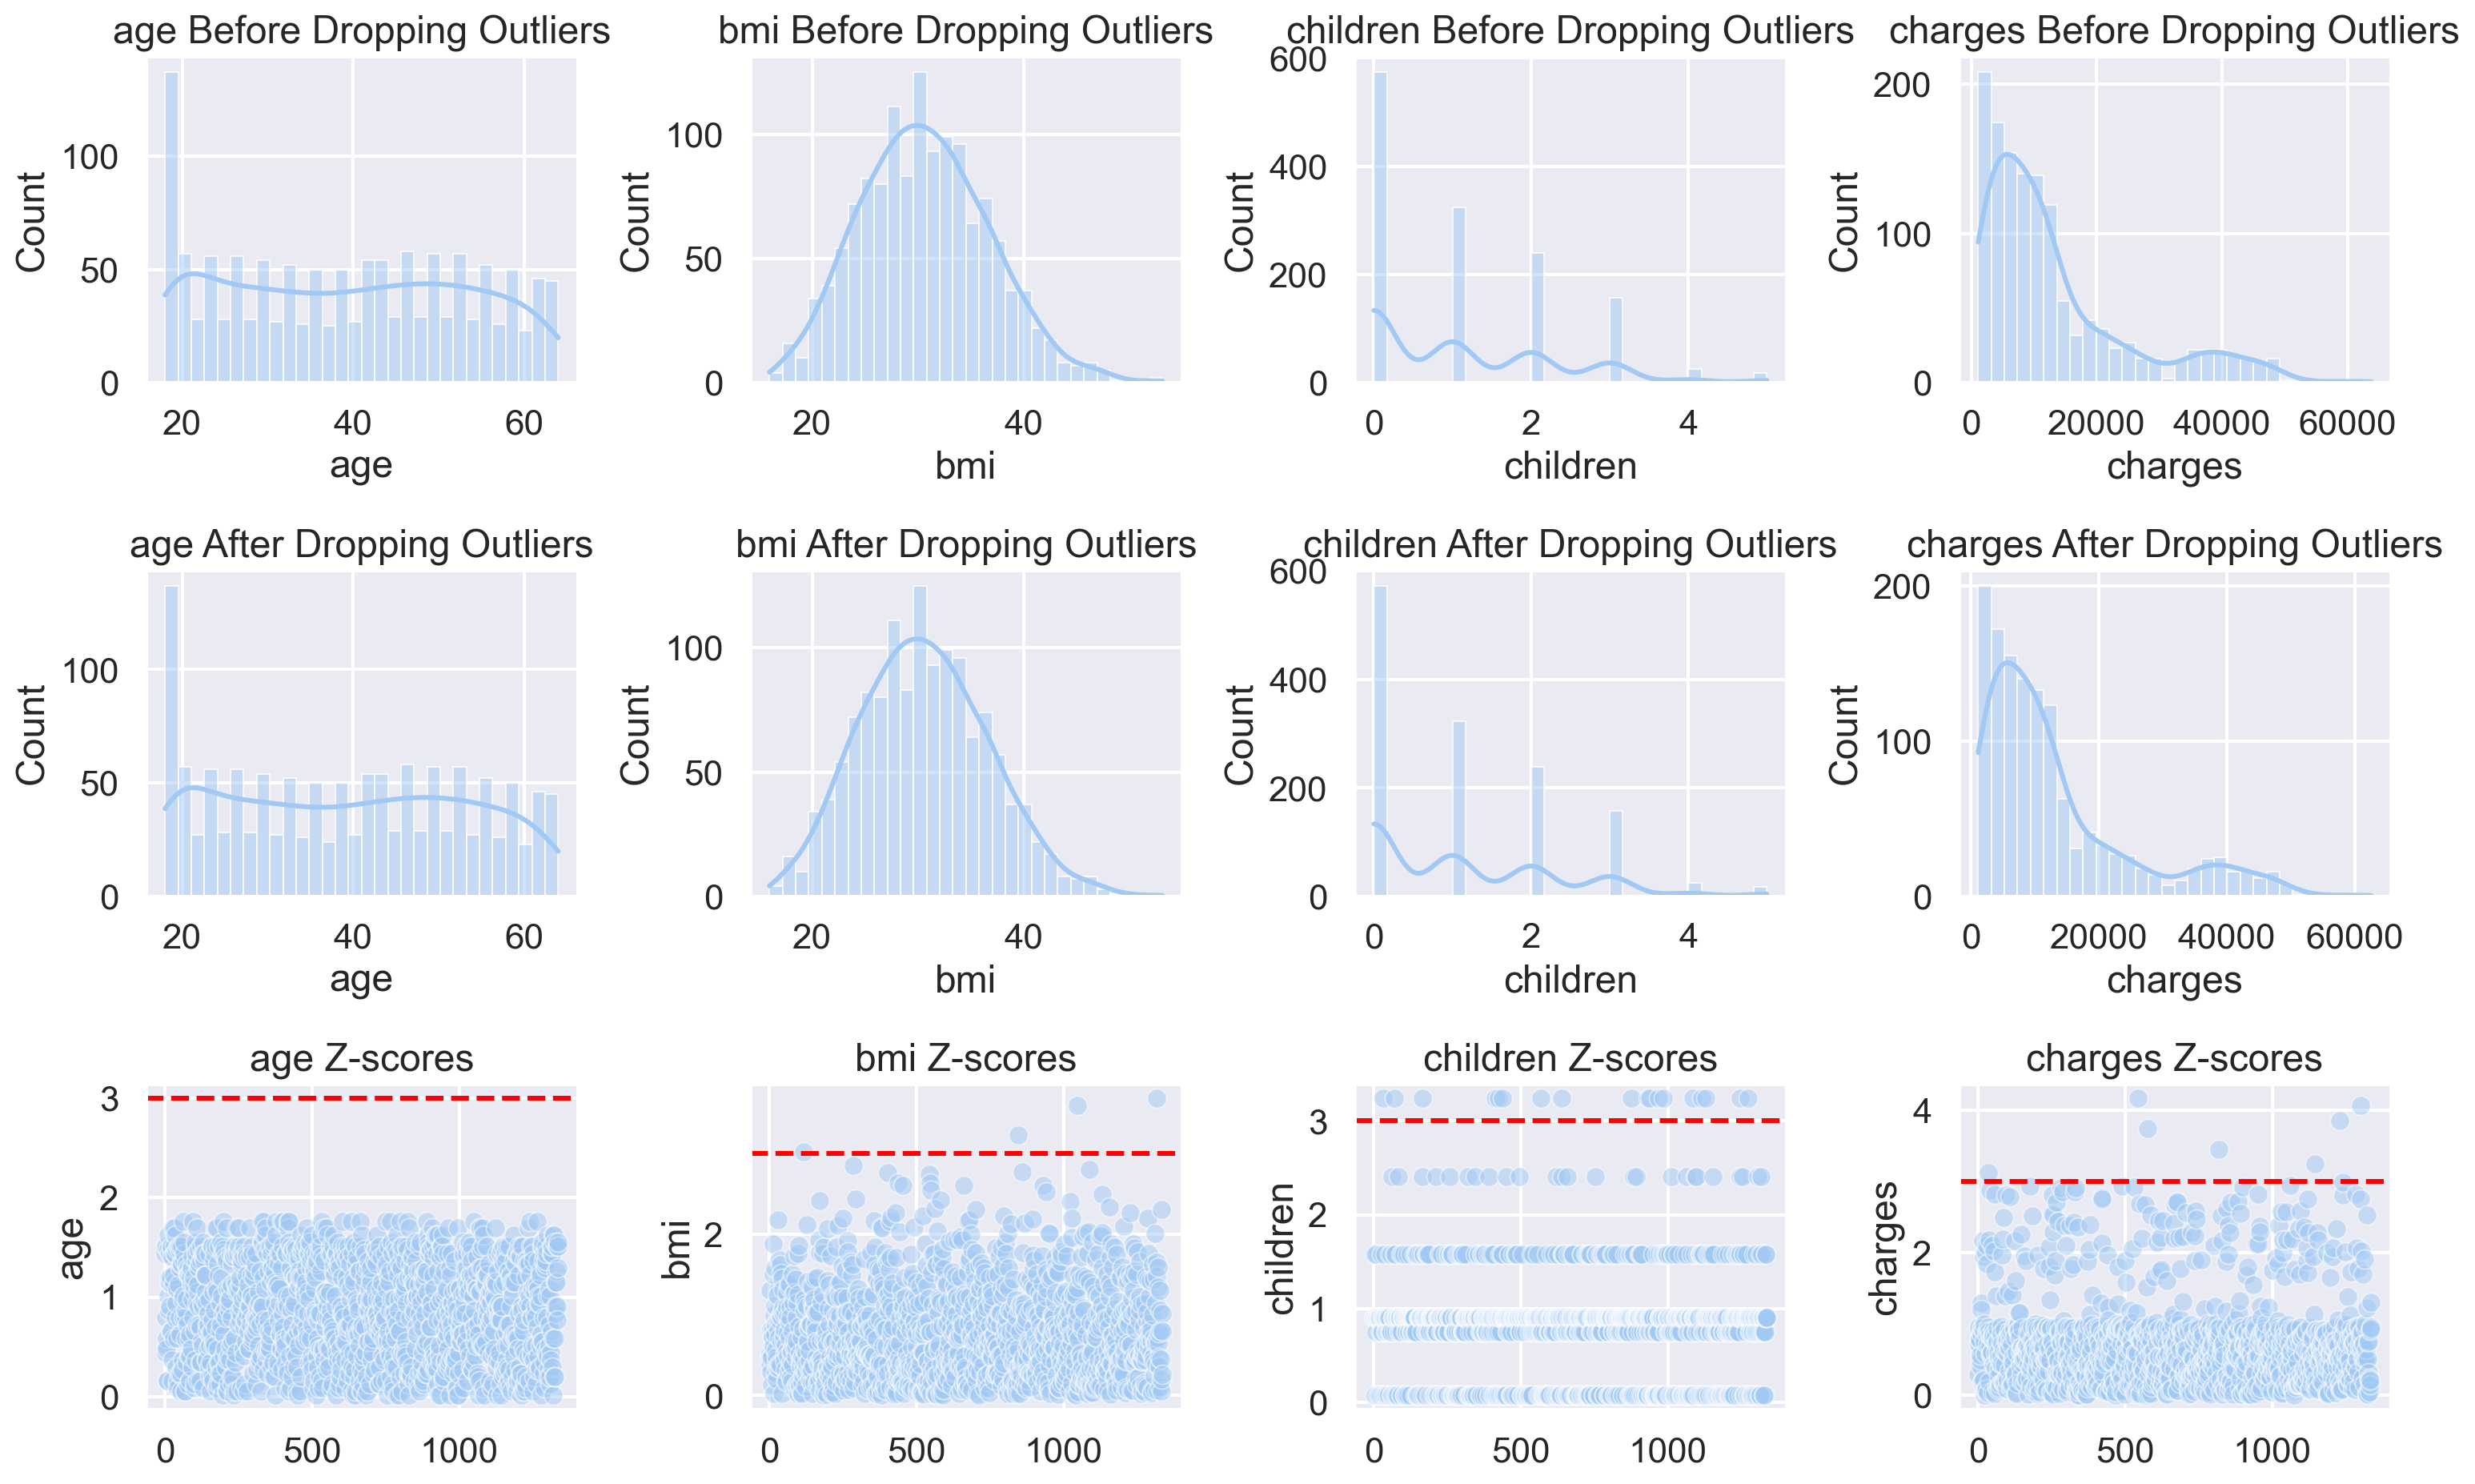 age Before Dropping Outliers
bmi Before Dropping Outliers
children Before Dropping Outliers
charges Before Dropping Outliers
Count
100
50
0
20 40 60
age
Count
100
50
0
20 40
bmi
Count
600
400
200
0
0 2 4
children
Count
200
100
0
0 20000 40000 60000
charges
age After Dropping Outliers
bmi After Dropping Outliers
children After Dropping Outliers
charges After Dropping Outliers
Count
100
50
0
20 40 60
age
Count
100
50
0
20 40
bmi
Count
600
400
200
0
0 2 4
children
Count
200
100
0
0 20000 40000 60000
charges
age Z-scores
bmi Z-scores
children Z-scores
charges Z-scores
age
3
2
1
0
0 500 1000
bmi
2
0
0 500 1000
children
3
2
1
0
0 500 1000
charges
4
2
0
0 500 1000